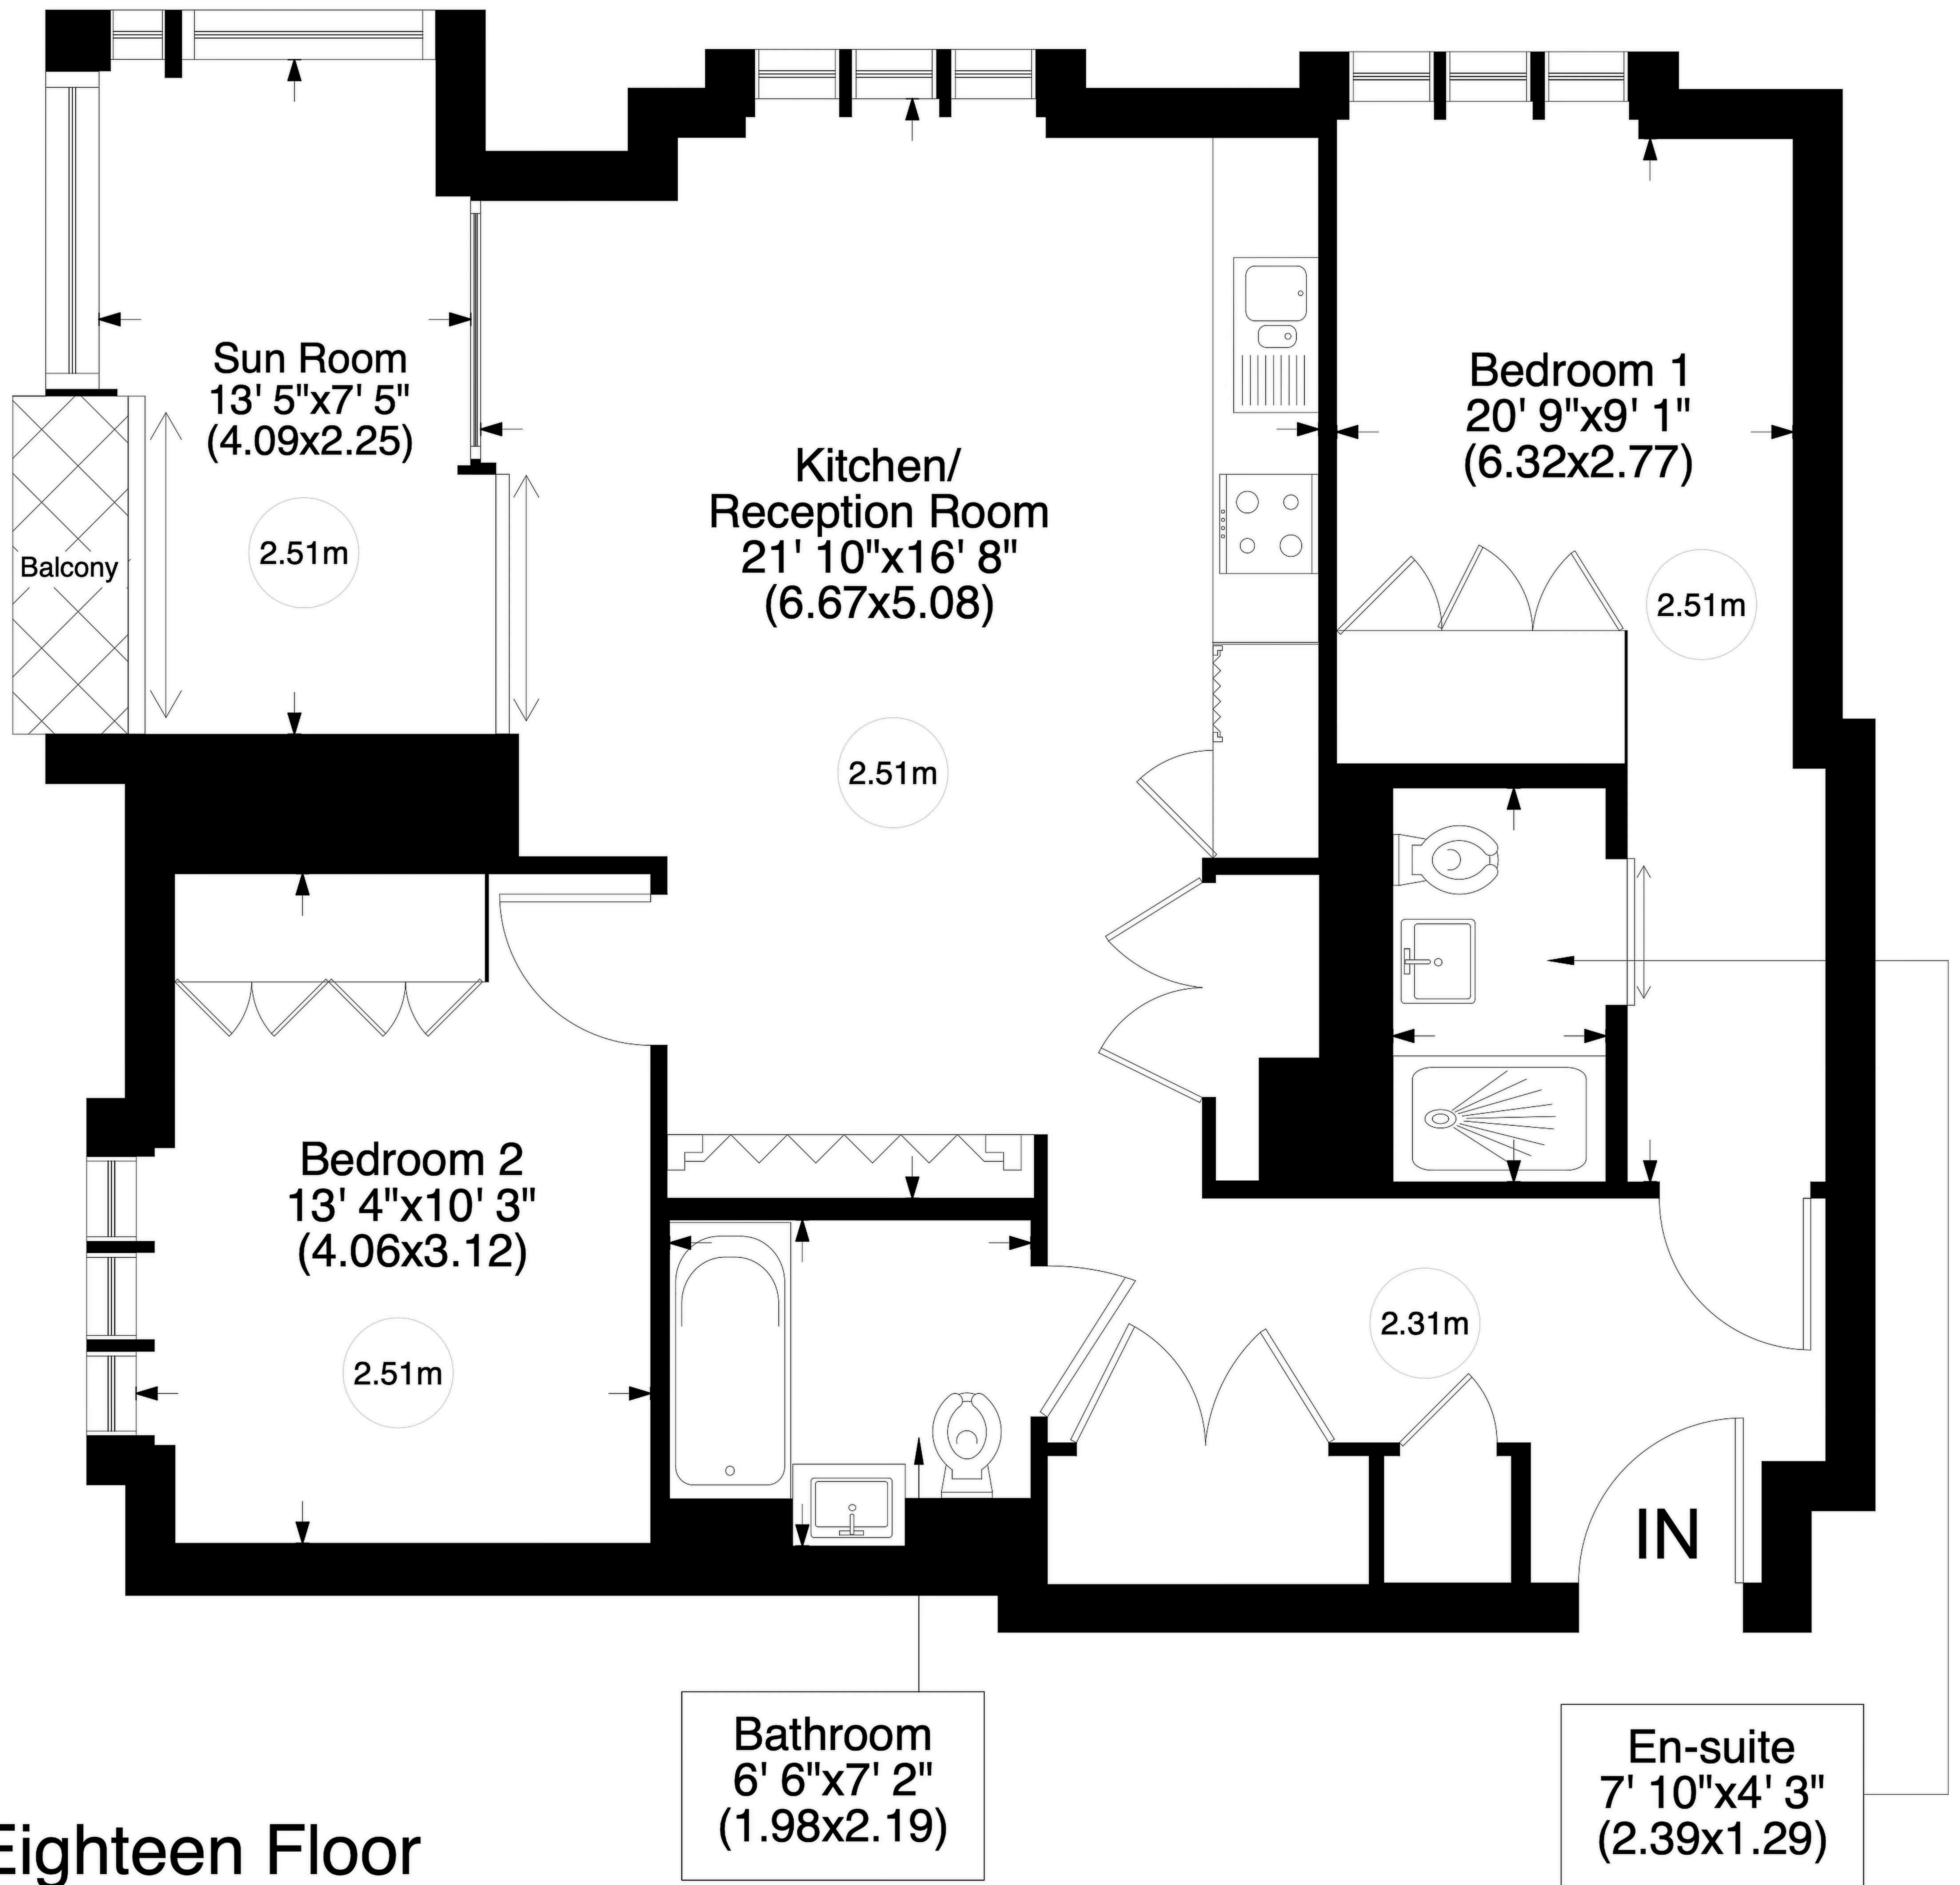 Sun Room
13' 5"x7' 5"
(4.09x2.25)
2.51m
Balcony
Kitchen/
Reception Room
21' 10"x16' 8"
(6.67x5.08)
2.51m
Bedroom 1
20' 9"x9' 1"
(6.32x2.77)
2.51m
Bedroom 2
13' 4"x10' 3"
(4.06x3.12)
2.51m
2.31m
IN
Bathroom
6' 6"x7' 2"
(1.98x2.19)
En-suite
7' 10"x4' 3"
(2.39x1.29)
Eighteen Floor